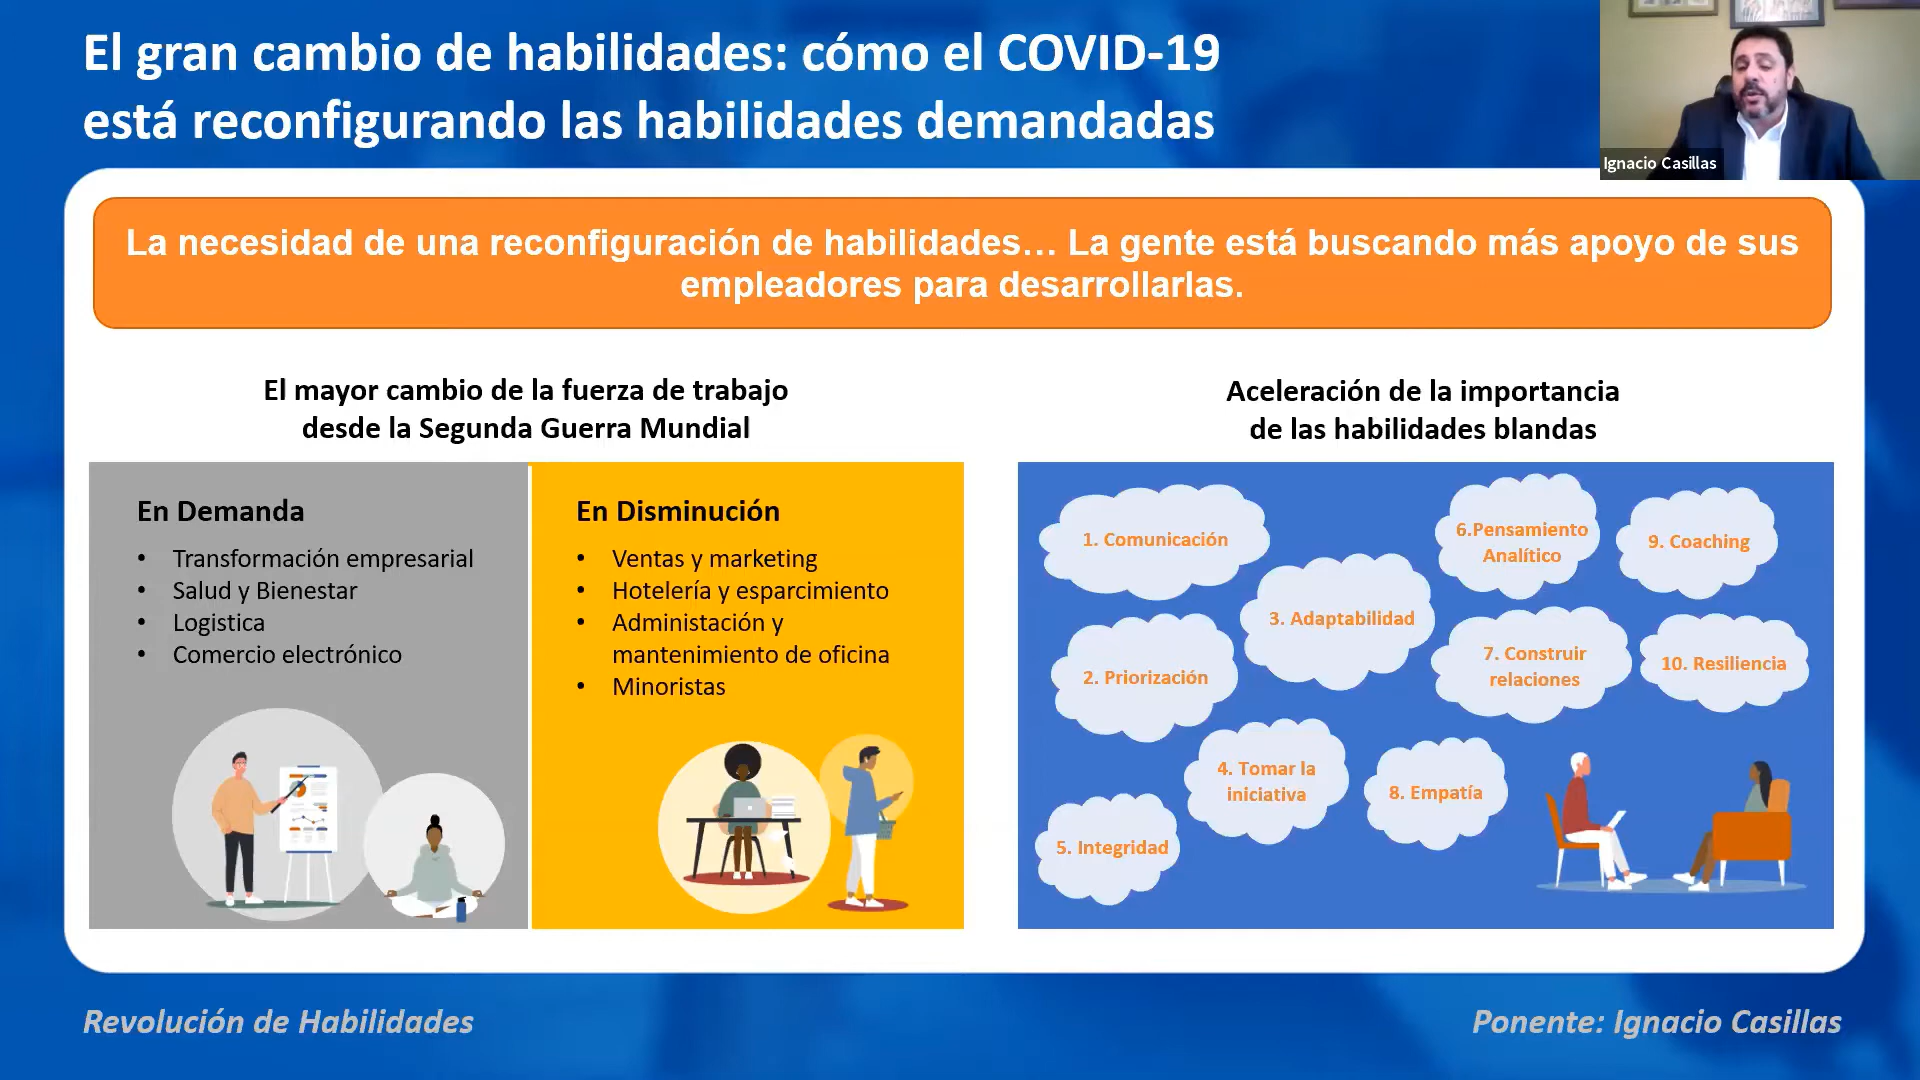 El gran cambio de habilidades: cómo el COVID-19
está reconfigurando las habilidades demandadas
Ignacio Casillas
La necesidad de una reconfiguración de habilidades… La gente está buscando más apoyo de sus
empleadores para desarrollarlas.
El mayor cambio de la fuerza de trabajo
desde la Segunda Guerra Mundial
En Demanda
• Transformación empresarial
• Salud y Bienestar
• Logistica
• Comercio electrónico
En Disminución
• Ventas y marketing
• Hotelería y esparcimiento
• Administación y
mantenimiento de oficina
• Minoristas
Aceleración de la importancia
de las habilidades blandas
1. Comunicación
2. Priorización
3. Adaptabilidad
4. Tomar la
iniciativa
5. Integridad
6.Pensamiento
Analítico
7. Construir
relaciones
8. Empatía
9. Coaching
10. Resiliencia
Revolución de Habilidades
Ponente: Ignacio Casillas